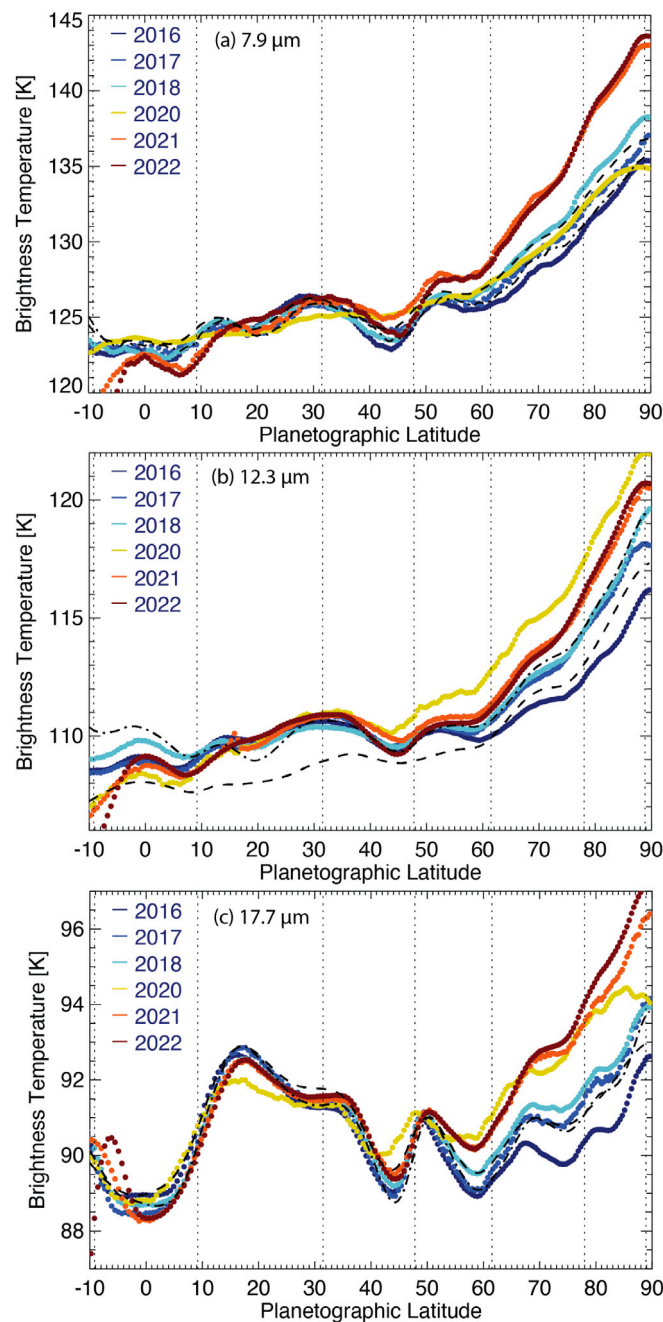 (a) 7.9 µm
2016
2017
2018
2020
2021
2022
Brightness Temperature [K]
145
140
135
130
125
120
-10 0 10 20 30 40 50 60 70 80 90
Planetographic Latitude
(b) 12.3 µm
2016
2017
2018
2020
2021
2022
Brightness Temperature [K]
120
115
110
-10 0 10 20 30 40 50 60 70 80 90
Planetographic Latitude
(c) 17.7 µm
2016
2017
2018
2020
2021
2022
Brightness Temperature [K]
96
94
92
90
88
-10 0 10 20 30 40 50 60 70 80 90
Planetographic Latitude